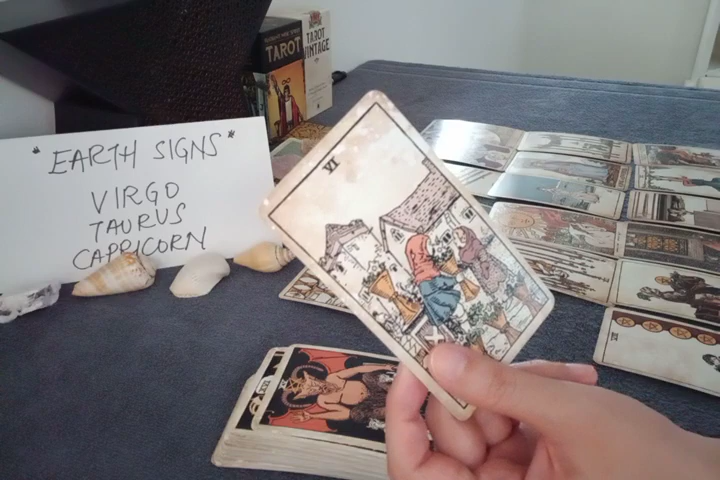 " EARTH SIGNS "
VIRGO
TAURUS
CAPRICORN
TAROT
TAROT
VINTAGE
VI